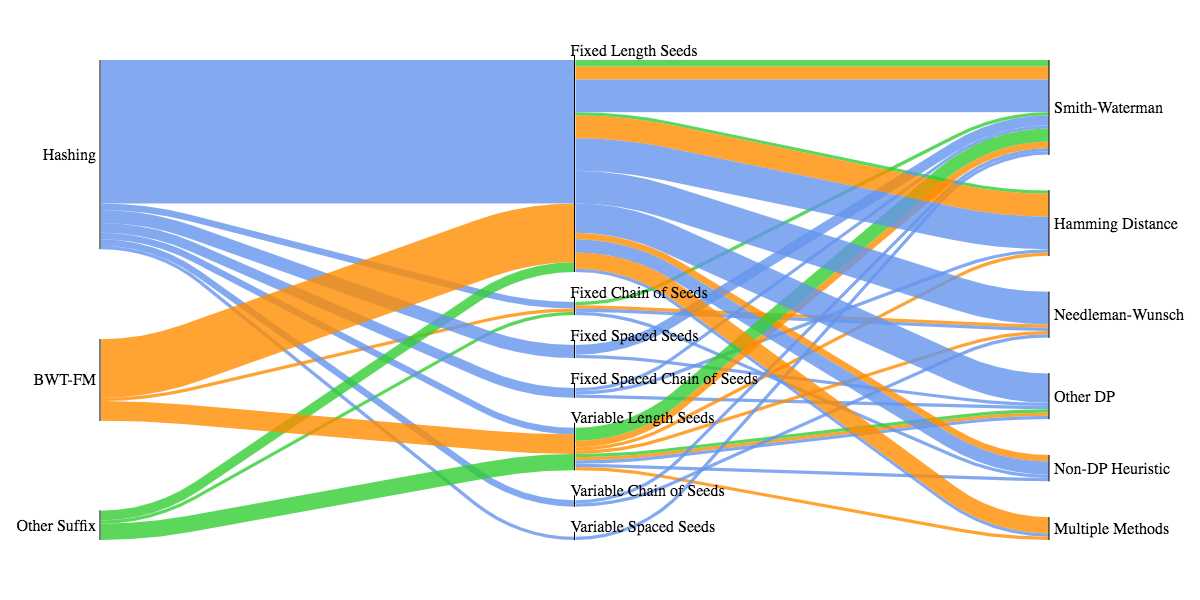 Hashing
BWT-FM
Other Suffix
Fixed Length Seeds
Fixed Chain of Seeds
Fixed Spaced Seeds
Fixed Spaced Chain of Seeds
Variable Length Seeds
Variable Chain of Seeds
Variable Spaced Seeds
Smith-Waterman
Hamming Distance
Needleman-Wunsch
Other DP
Non-DP Heuristic
Multiple Methods